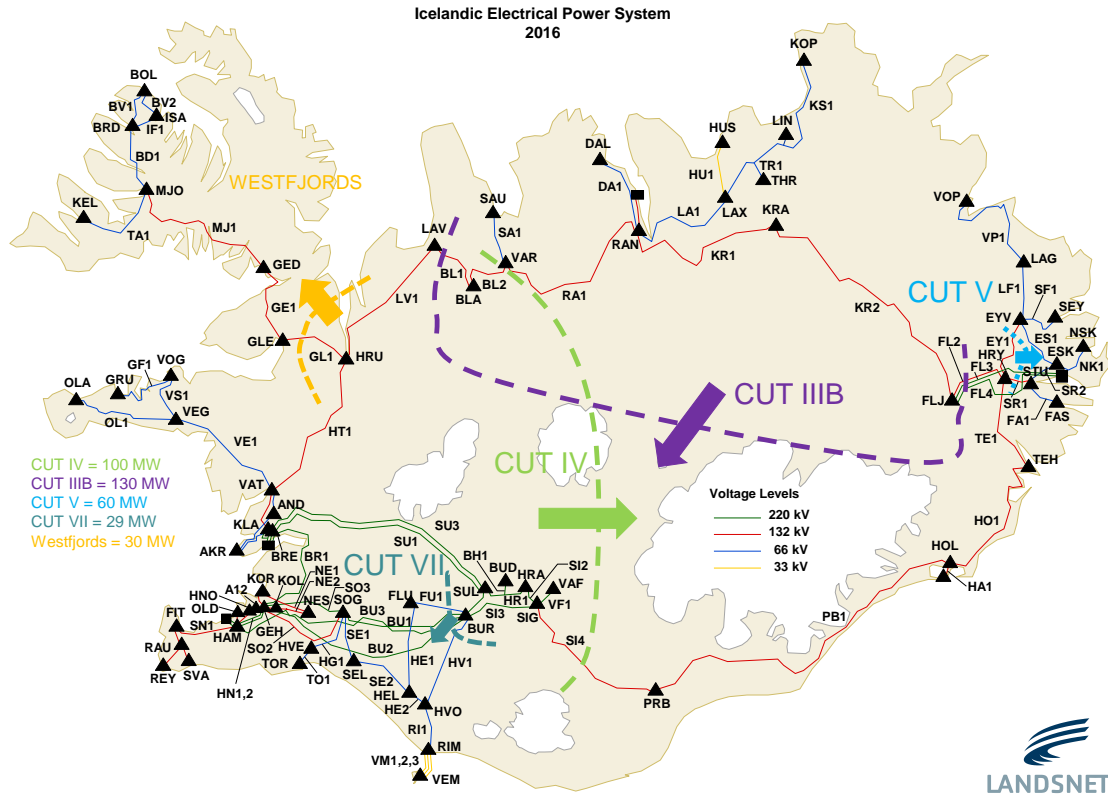 Icelandic Electrical Power System
2016
KOP
BOL
BV1
BV2
ISA
BRD
IF1
KS1
LIN
HUS
DAL
BD1
TR1
THR
WESTFJORDS
DA1
HU1
MJO
KEL
SAU
VOP
LA1
LAX
TA1
MJ1
LAV
SA1
RAN
KRA
VP1
KR1
GED
BL1
VAR
LAG
BL2
BLA
RA1
LF1
SF1
CUT V
SEY
GE1
LV1
KR2
EYV
NSK
EY1
ES1
ESK
GLE
GL1
HRU
FL2
HRY
VOG
GF1
FL3
STU
NK1
OLA
GRU
VS1
CUT IIIB
FL4
SR2
FLJ
SR1
FA1
FAS
OL1
VEG
HT1
TE1
VE1
CUT IV
CUT IV = 100 MW
CUT IIIB = 130 MW
CUT V = 60 MW
CUT VII = 29 MW
Westfjords = 30 MW
TEH
VAT
Voltage Levels
220 kV
132 kV
66 kV
33 kV
AND
SU3
HO1
KLA
SU1
AKR
BRE
BR1
CUT VII
BH1
BUD
SI2
HOL
HRA
VAF
HA1
KOR
KOL
NE1
NE2
A12
SO3
HNO
FLU
FU1
SUL
HR1
VF1
OLD
NES
SOG
FIT
BU3
SI3
SIG
SN1
BU1
BUR
PB1
HAM
GEH
SE1
RAU
SO2
HVE
BU2
SI4
HG1
HE1
HV1
REY
SVA
TOR
TO1
SEL
SE2
HN1,2
HEL
HE2
HVO
PRB
RI1
RIM
VM1,2,3
VEM
LANDSNET